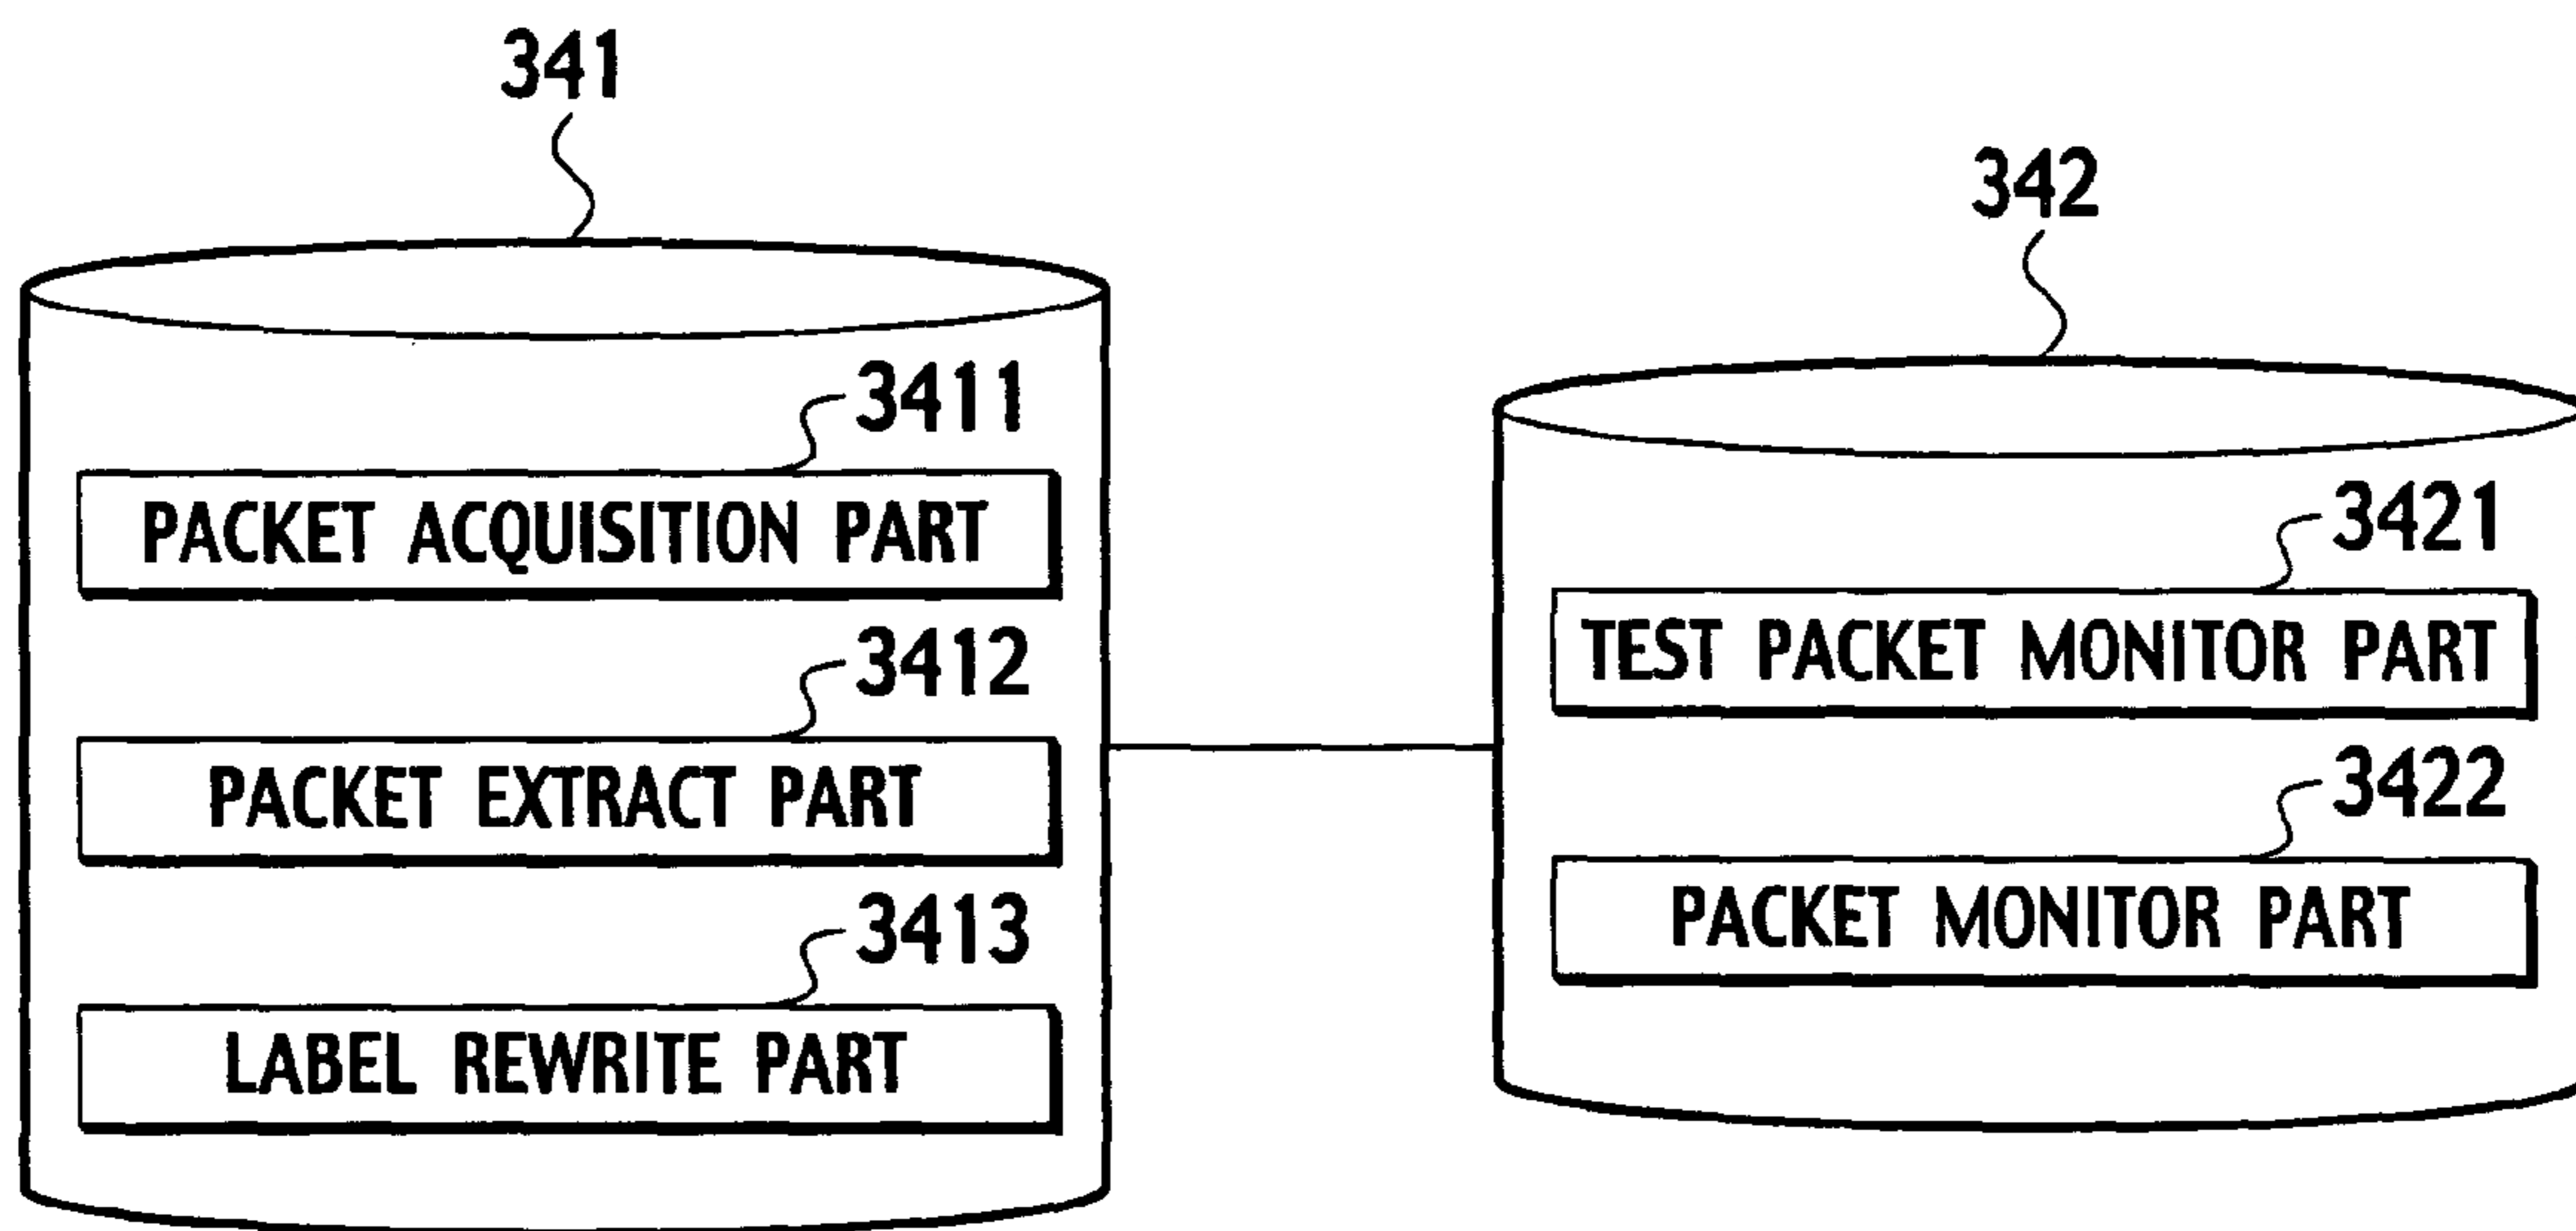 341
3411
PACKET ACQUISITION PART
3412
PACKET EXTRACT PART
3413
LABEL REWRITE PART
342
3421
TEST PACKET MONITOR PART
3422
PACKET MONITOR PART